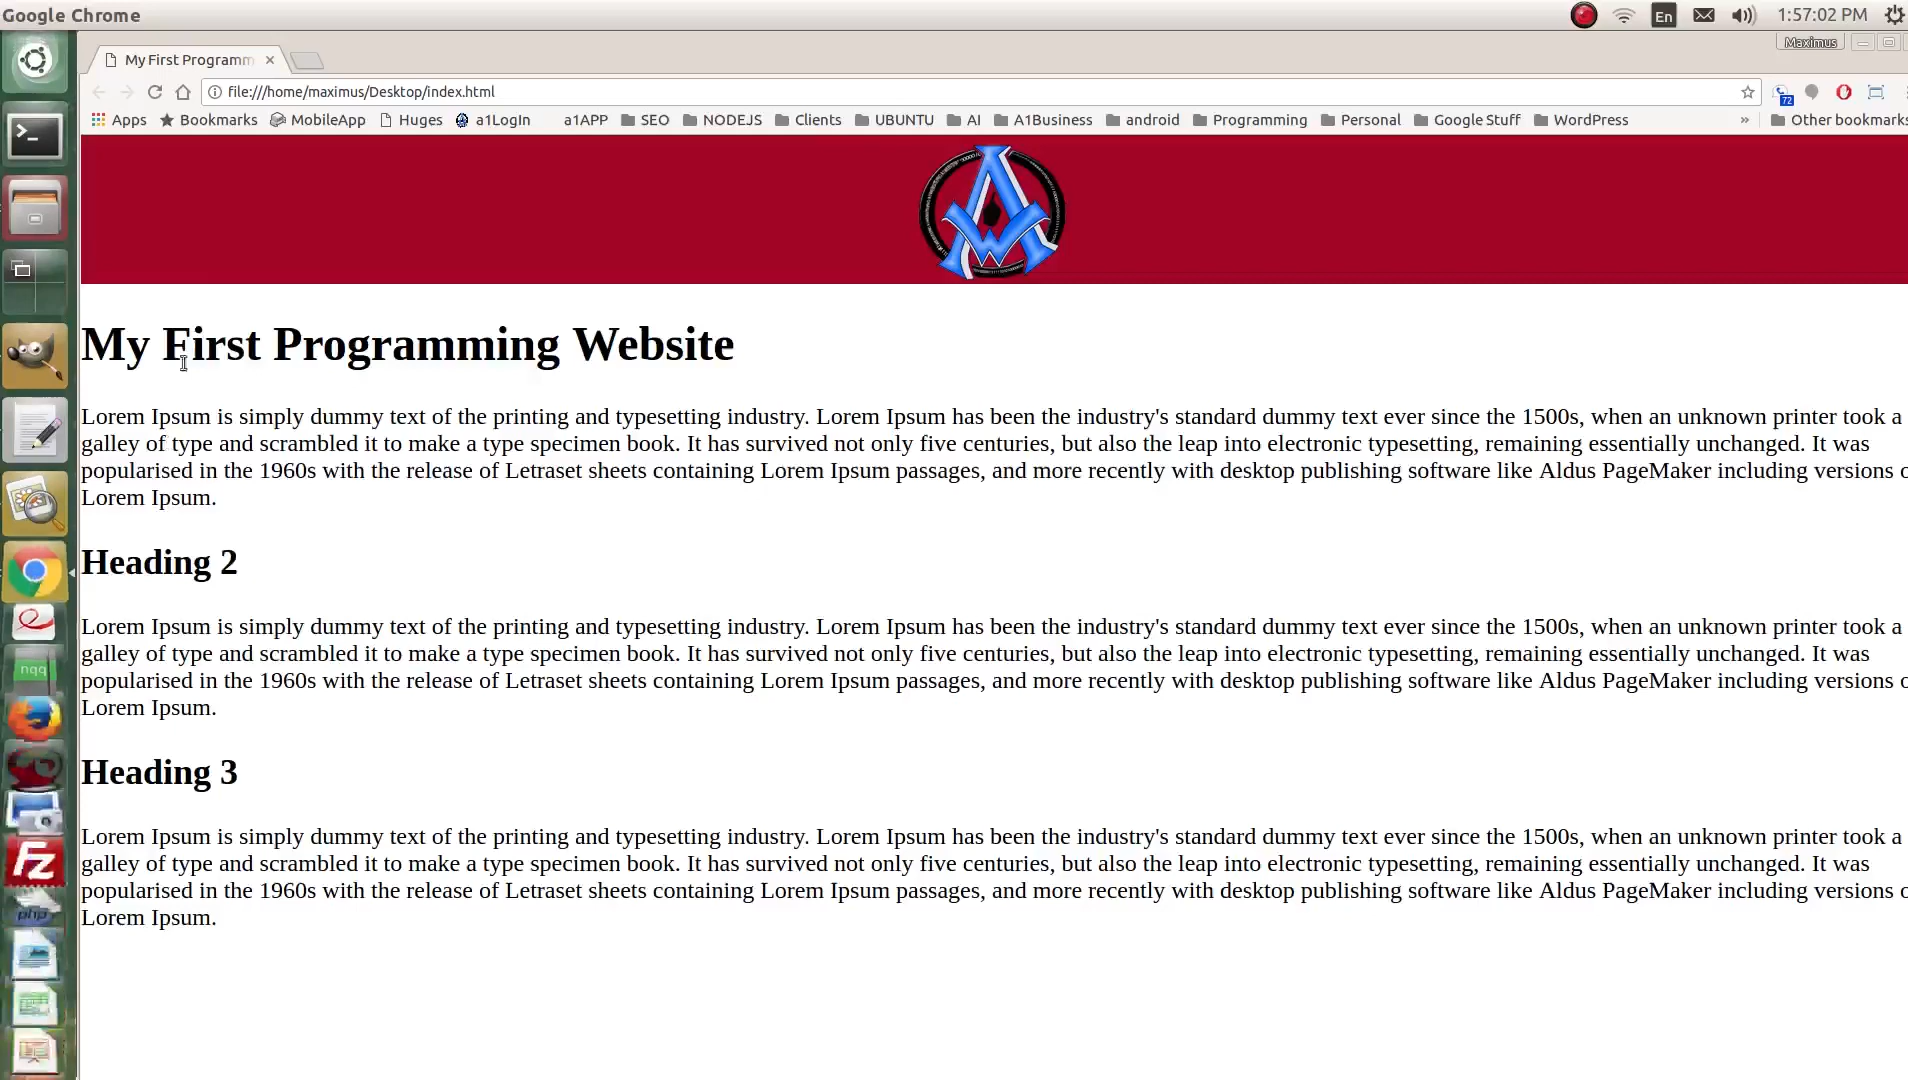 Google Chrome
En
1:57:02 PM
Maximus
My First Programm
file:///home/maximus/Desktop/index.html
72
Apps Bookmarks MobileApp Huges a1LogIn a1APP SEO NODEJS Clients UBUNTU AI A1Business android Programming Personal Google Stuff WordPress » Other bookmarks
My First Programming Website
Lorem Ipsum is simply dummy text of the printing and typesetting industry. Lorem Ipsum has been the industry's standard dummy text ever since the 1500s, when an unknown printer took a
galley of type and scrambled it to make a type specimen book. It has survived not only five centuries, but also the leap into electronic typesetting, remaining essentially unchanged. It was
popularised in the 1960s with the release of Letraset sheets containing Lorem Ipsum passages, and more recently with desktop publishing software like Aldus PageMaker including versions
Lorem Ipsum.
Heading 2
Lorem Ipsum is simply dummy text of the printing and typesetting industry. Lorem Ipsum has been the industry's standard dummy text ever since the 1500s, when an unknown printer took a
galley of type and scrambled it to make a type specimen book. It has survived not only five centuries, but also the leap into electronic typesetting, remaining essentially unchanged. It was
popularised in the 1960s with the release of Letraset sheets containing Lorem Ipsum passages, and more recently with desktop publishing software like Aldus PageMaker including versions
Lorem Ipsum.
Heading 3
Lorem Ipsum is simply dummy text of the printing and typesetting industry. Lorem Ipsum has been the industry's standard dummy text ever since the 1500s, when an unknown printer took a
galley of type and scrambled it to make a type specimen book. It has survived not only five centuries, but also the leap into electronic typesetting, remaining essentially unchanged. It was
popularised in the 1960s with the release of Letraset sheets containing Lorem Ipsum passages, and more recently with desktop publishing software like Aldus PageMaker including versions
Lorem Ipsum.
nqq
FZ
php